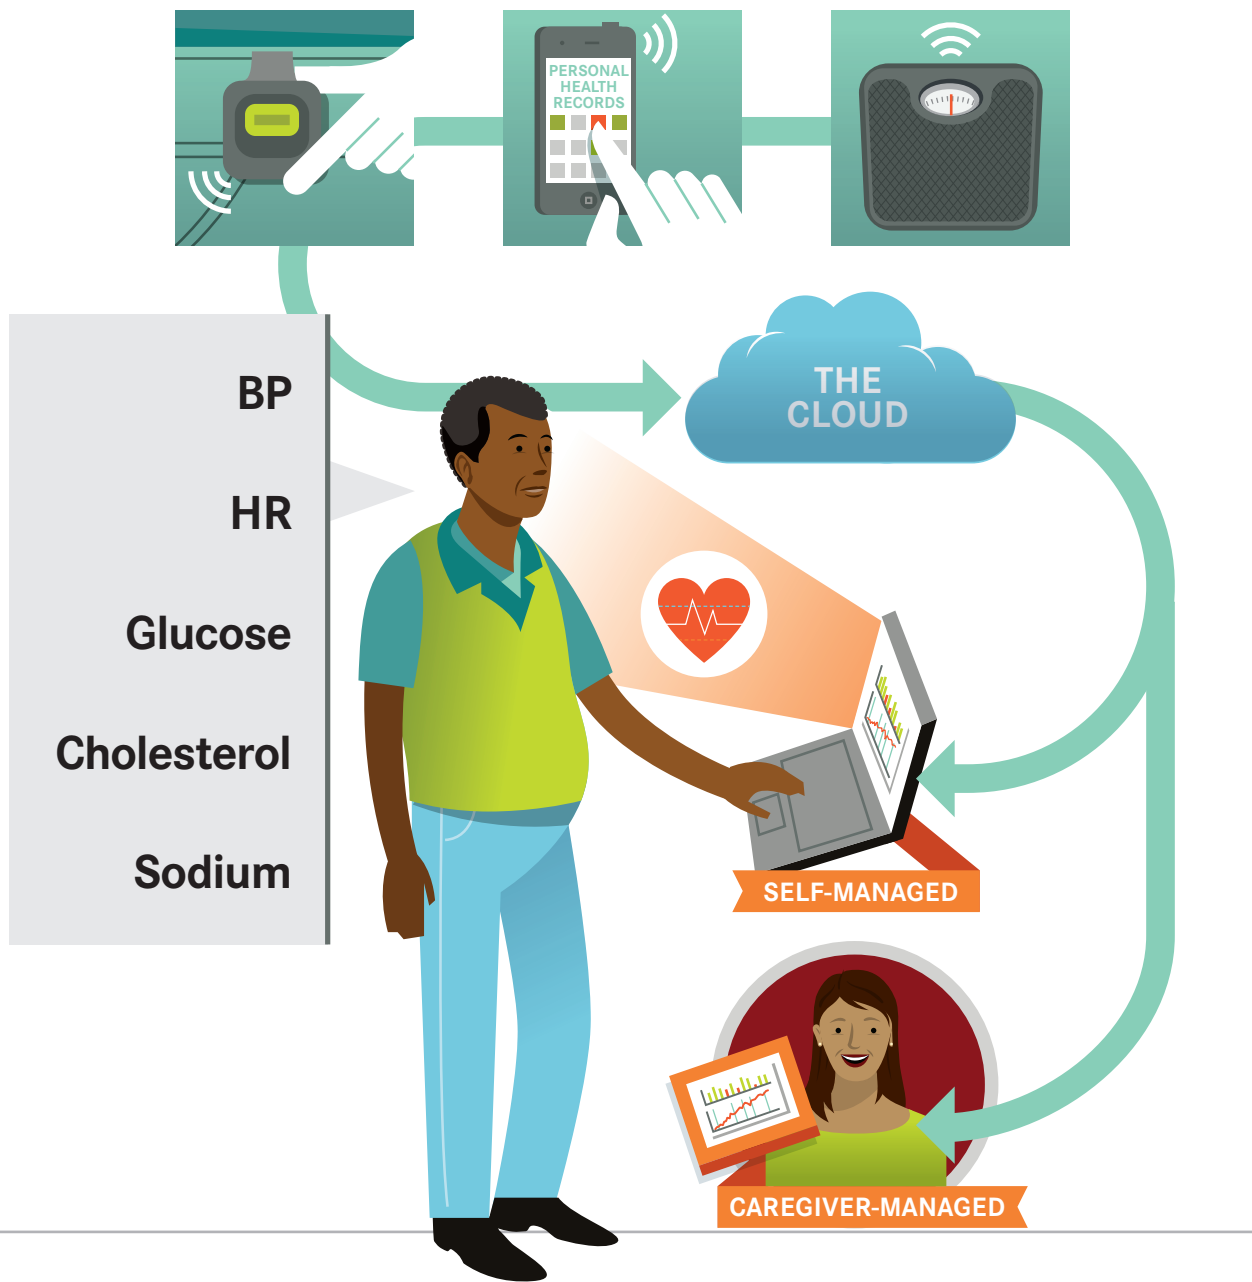 PERSONAL
HEALTH
RECORDS
BP
HR
Glucose
Cholesterol
Sodium
THE
CLOUD
SELF-MANAGED
CAREGIVER-MANAGED